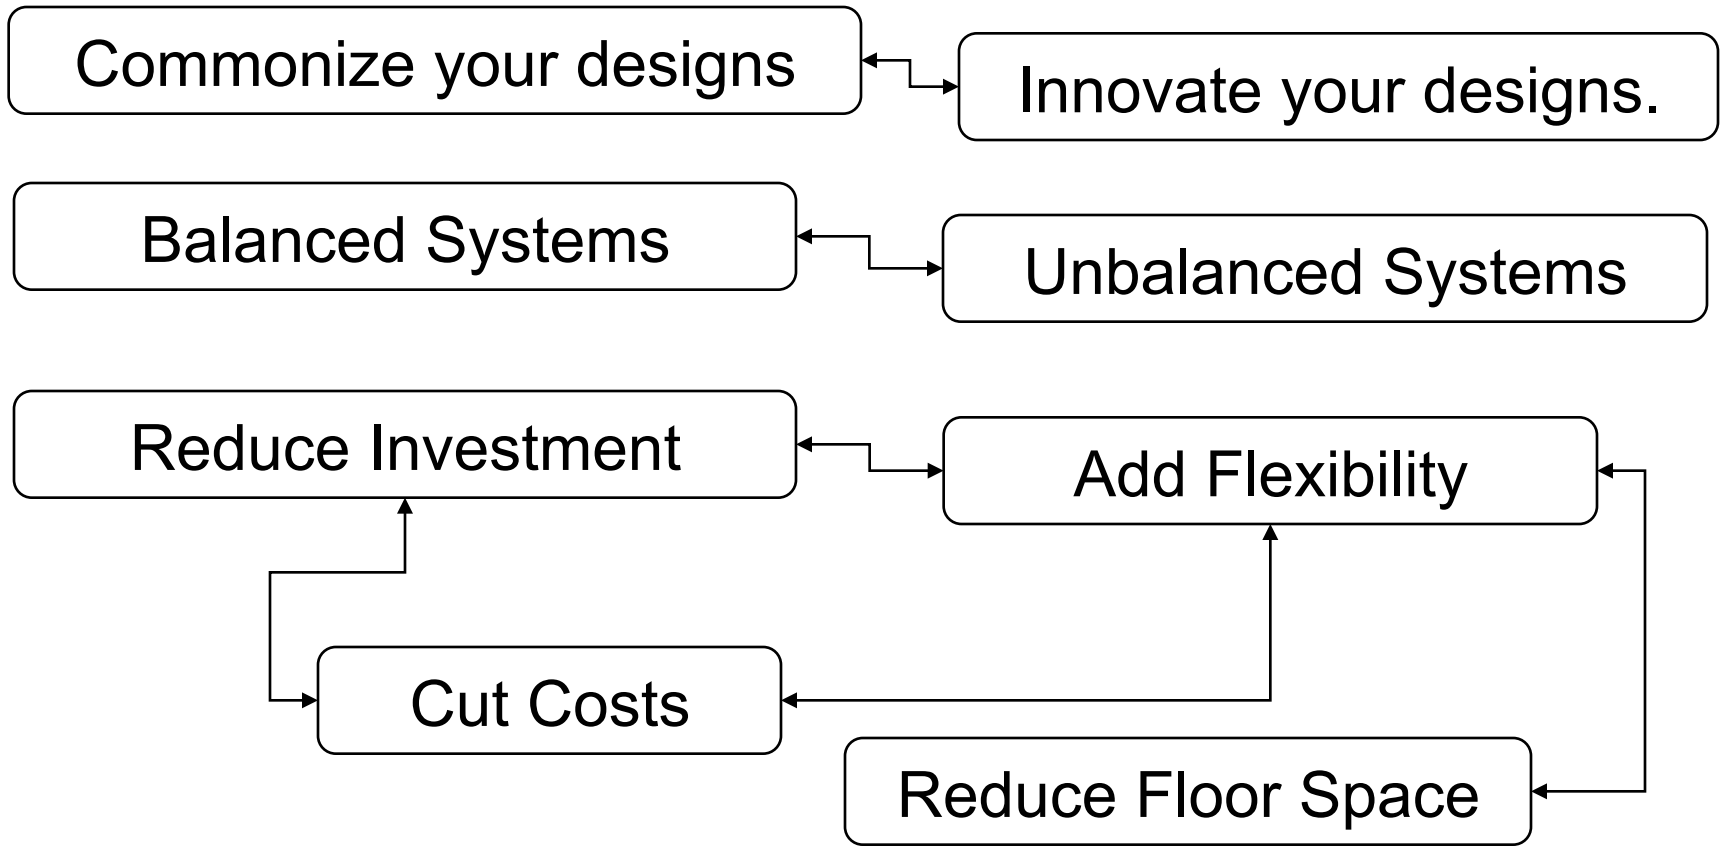 Commonize your designs
Innovate your designs.
Balanced Systems
Unbalanced Systems
Reduce Investment
Add Flexibility
Cut Costs
Reduce Floor Space